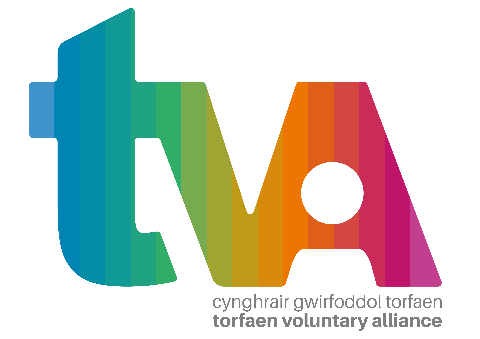 tvA
cynghrair gwirfoddol torfaen
torfaen voluntary alliance